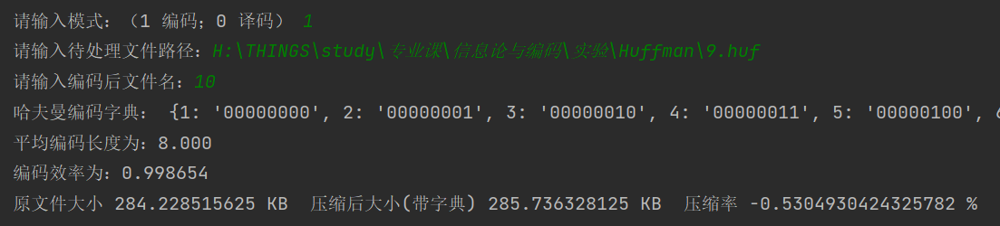 请输入模式：（1 编码；0 译码） 1
请输入待处理文件路径：H:\THINGS\study\专业课\信息论与编码\实验\Huffman\9.huf
请输入编码后文件名：10
哈夫曼编码字典： {1: '00000000', 2: '00000001', 3: '00000010', 4: '00000011', 5: '00000100', 6
平均编码长度为：8.000
编码效率为：0.998654
原文件大小 284.228515625 KB  压缩后大小(带字典) 285.736328125 KB  压缩率 -0.5304930424325782 %